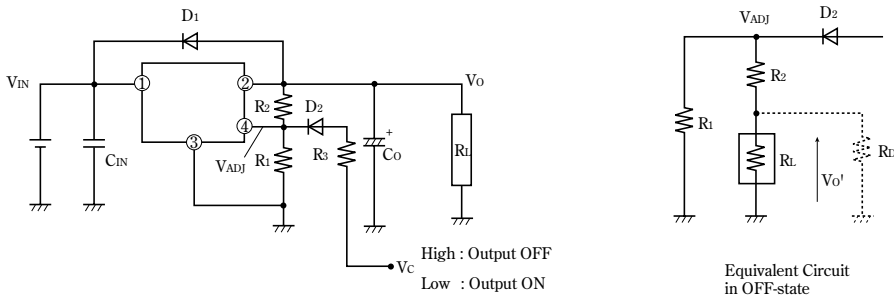 D1
VIN
①
②
VO
R2
D2
④
③
CIN
VADJ
R1
R3
+
CO
RL
VC
High : Output OFF
Low : Output ON
VADJ
D2
R2
R1
RL
VO'
RD
Equivalent Circuit
in OFF-state